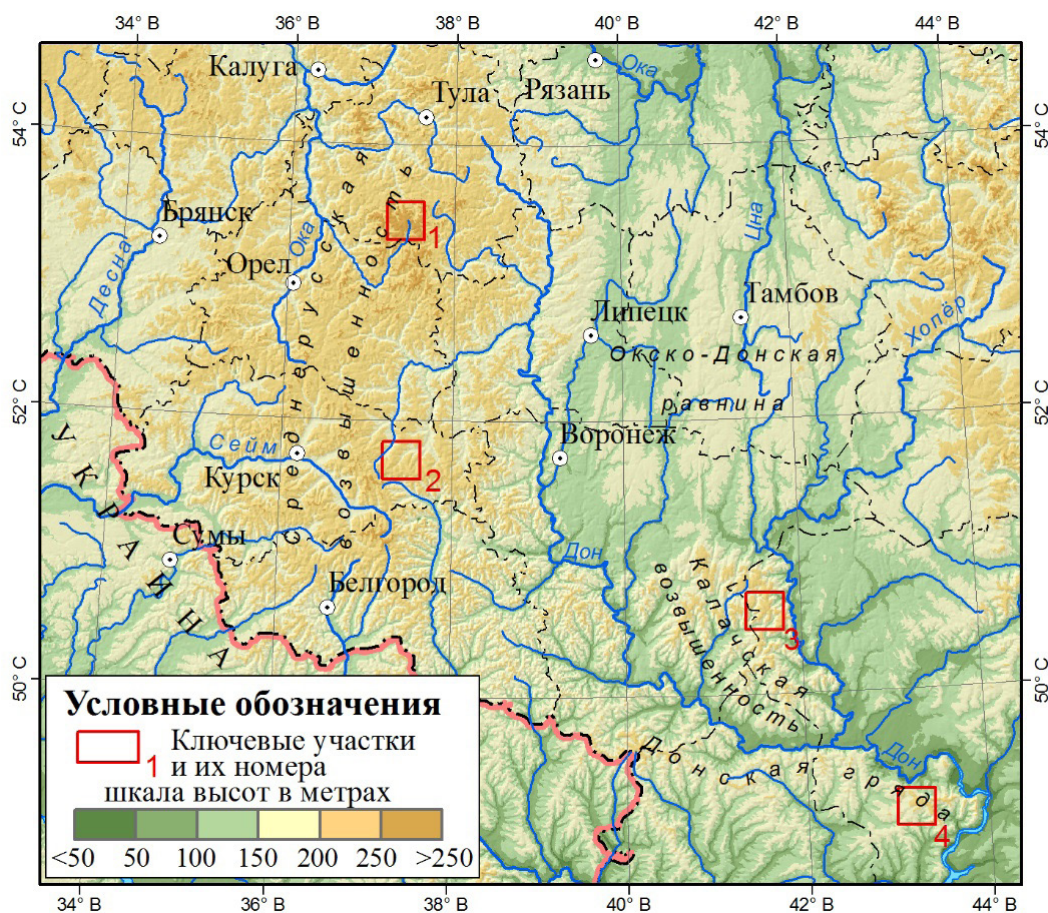 34° В 36° В 38° В 40° В 42° В 44° В
54° С
52° С
50° С
54° С
52° С
50° С
Калуга
Тула
Рязань
Ока
Брянск
Десна
Орел
Ока
1
Среднерусская
возвышенность
Липецк
Тамбов
Цна
Хопёр
Окско-Донская
равнина
Сейм
Курск
2
Воронеж
Сумы
Белгород
УКРАИНА
Дон
Калачская
возвышенность
3
Донская гряда
Дон
4
Условные обозначения
1 Ключевые участки
и их номера
шкала высот в метрах
<50 50 100 150 200 250 >250
34° В 36° В 38° В 40° В 42° В 44° В